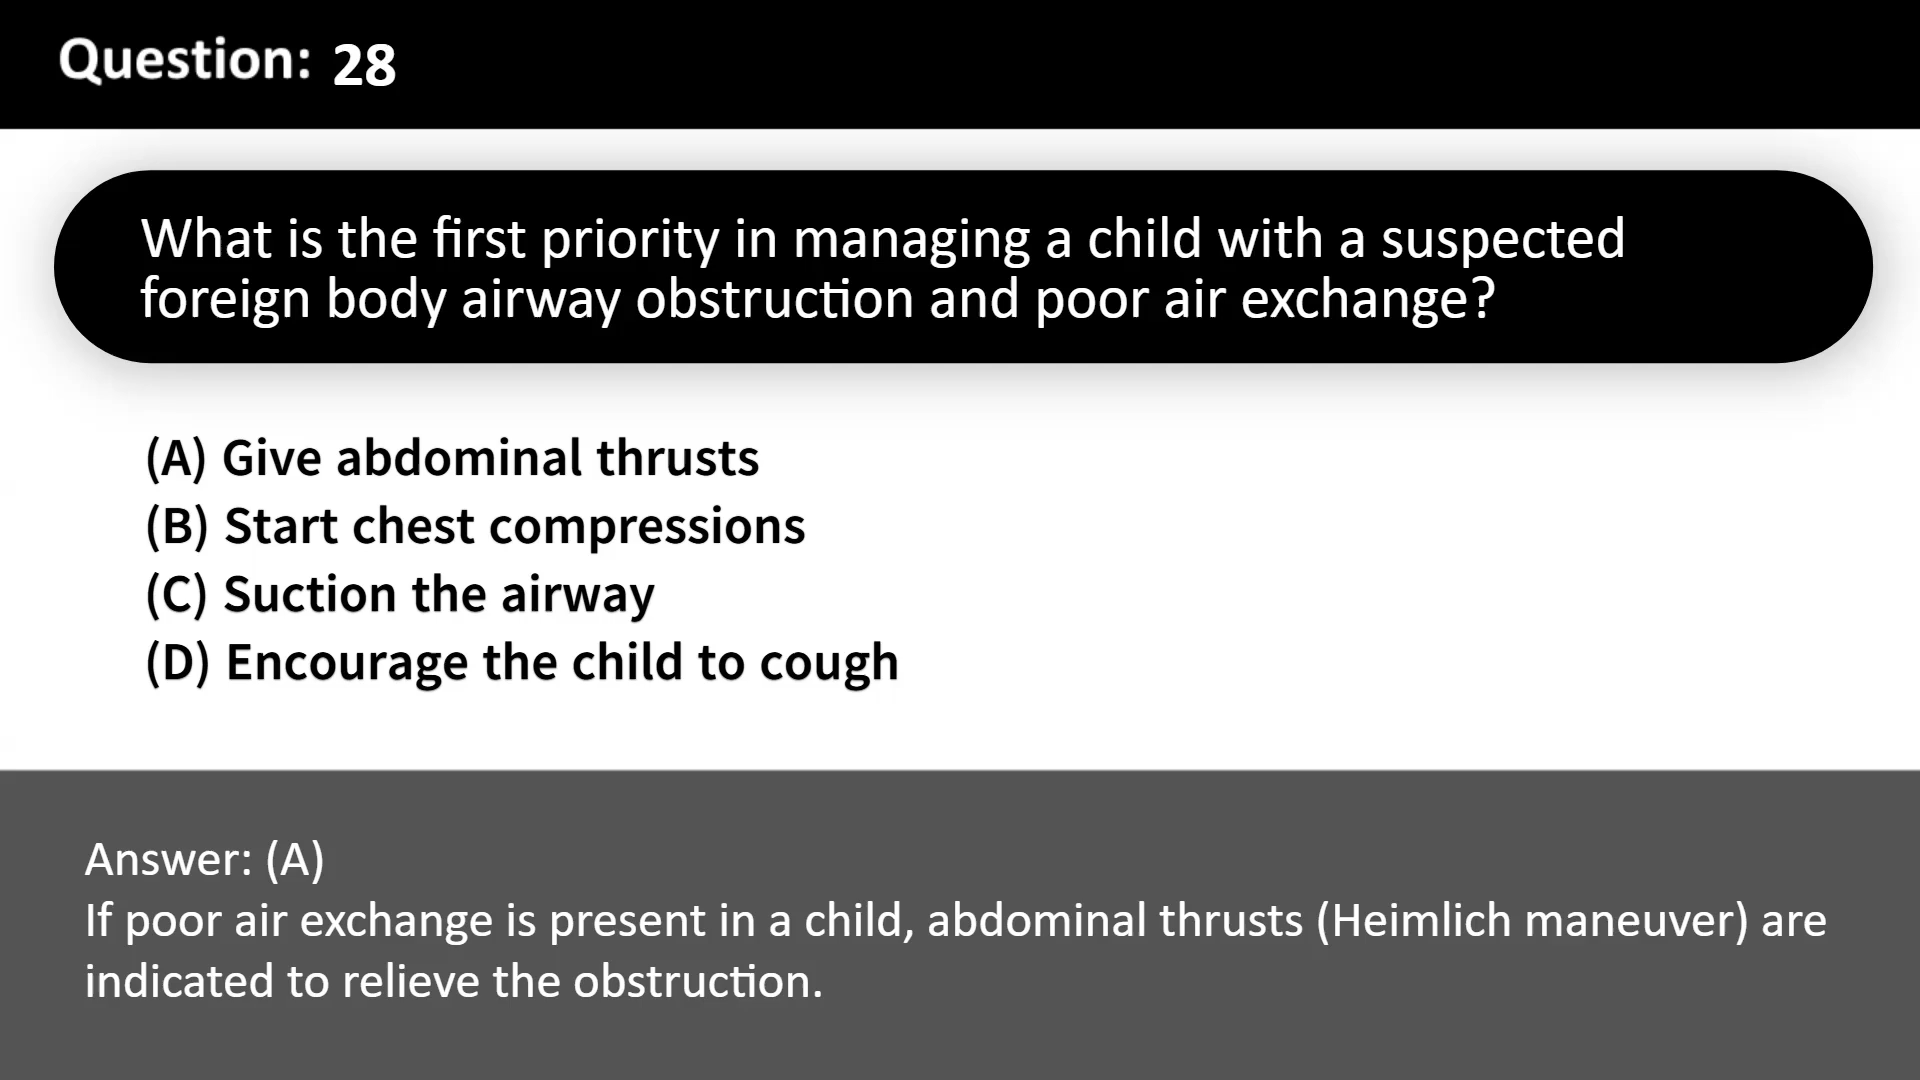 Question: 28
What is the first priority in managing a child with a suspected
foreign body airway obstruction and poor air exchange?
(A) Give abdominal thrusts
(B) Start chest compressions
(C) Suction the airway
(D) Encourage the child to cough
Answer: (A)
If poor air exchange is present in a child, abdominal thrusts (Heimlich maneuver) are
indicated to relieve the obstruction.